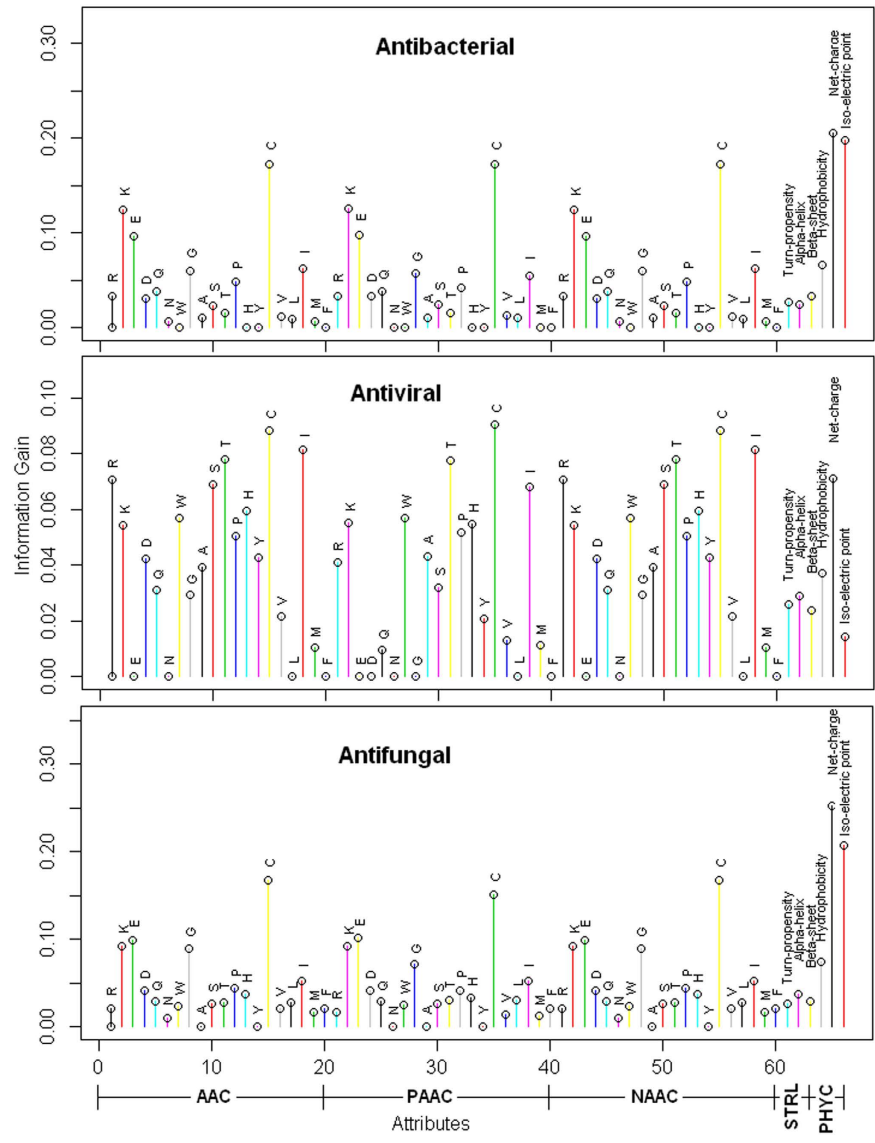 Antibacterial
0.30
0.20
0.10
0.00
R K E D Q N W G A S T P H Y C V L I M F
R K E D Q N W G A S T P H Y C V L I M F
R K E D Q N W G A S T P H Y C V L I M F
Turn-propensity
Alpha-helix
Beta-sheet
Hydrophobicity
Net-charge
Iso-electric point
Information Gain
Antiviral
0.10
0.08
0.06
0.04
0.02
0.00
R K E D Q N W G A S T P H Y C V L I M F
R K E D Q N W G A S T P H Y C V L I M F
R K E D Q N W G A S T P H Y C V L I M F
Turn-propensity
Alpha-helix
Beta-sheet
Hydrophobicity
Net-charge
Iso-electric point
Antifungal
0.30
0.20
0.10
0.00
R K E D Q N W G A S T P H Y C V L I M F
R K E D Q N W G A S T P H Y C V L I M F
R K E D Q N W G A S T P H Y C V L I M F
Turn-propensity
Alpha-helix
Beta-sheet
Hydrophobicity
Net-charge
Iso-electric point
0 10 20 30 40 50 60
AAC PAAC NAAC STRL PHYC
Attributes